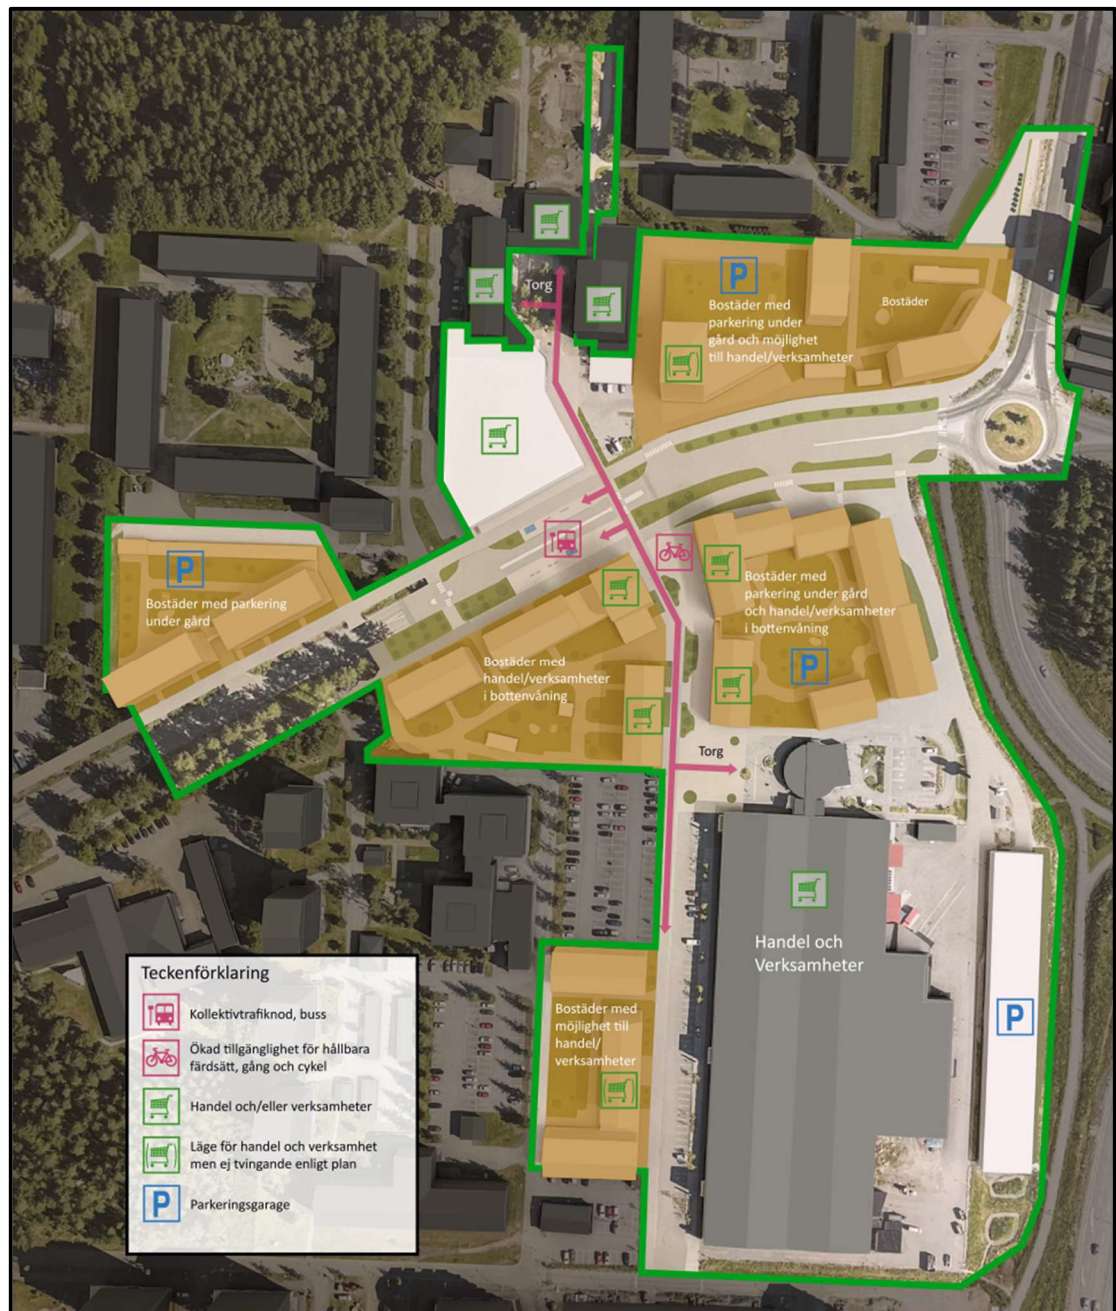 Torg
P
Bostäder med
parkering under
gård och möjlighet
till handel/verksamheter
Bostäder
P
Bostäder med parkering
under gård
Bostäder med
parkering under gård
och handel/verksamheter
i bottenvåning
P
Bostäder med
handel/verksamheter
i bottenvåning
Torg
Handel och
Verksamheter
P
Bostäder med
möjlighet till
handel/
verksamheter
Teckenförklaring
Kollektivtrafiknod, buss
Ökad tillgänglighet för hållbara
färdsätt, gång och cykel
Handel och/eller verksamheter
Läge för handel och verksamhet
men ej tvingande enligt plan
P
Parkeringsgarage